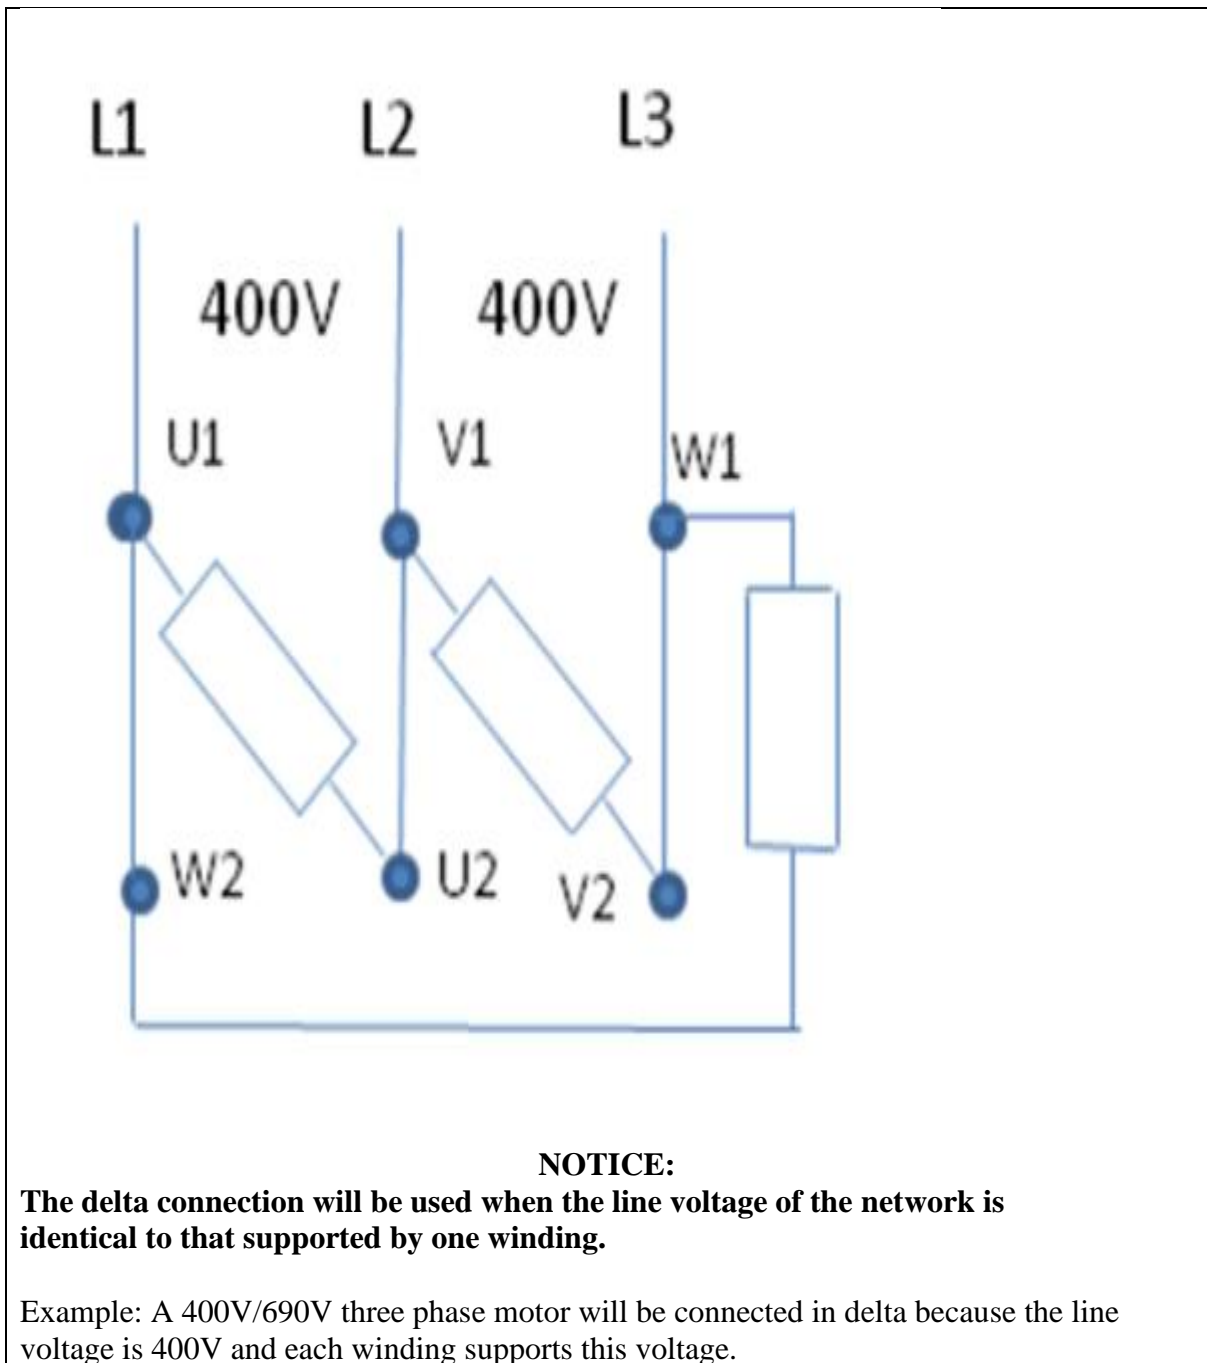 L1 L2 L3
400V 400V
U1 V1 W1
W2 U2 V2
NOTICE:
The delta connection will be used when the line voltage of the network is
identical to that supported by one winding.
Example: A 400V/690V three phase motor will be connected in delta because the line
voltage is 400V and each winding supports this voltage.